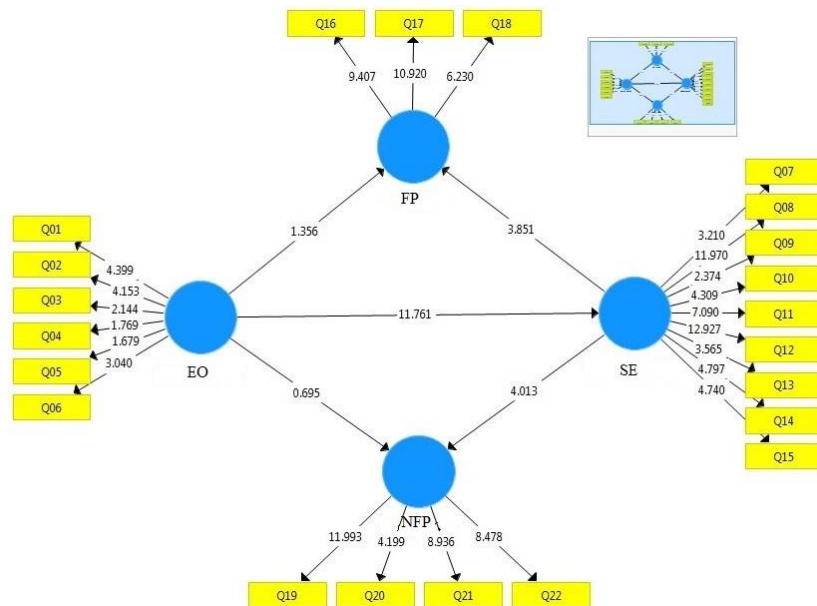 Q16 Q17 Q18
9.407 10.920 6.230
FP
Q01
Q02
Q03
Q04
Q05
Q06
4.399
4.153
2.144
1.769
1.679
3.040
EO
1.356
3.851
11.761
0.695
4.013
SE
3.210
11.970
2.374
4.309
7.090
12.927
3.565
4.797
4.740
Q07
Q08
Q09
Q10
Q11
Q12
Q13
Q14
Q15
NFP
11.993 4.199 8.936 8.478
Q19 Q20 Q21 Q22